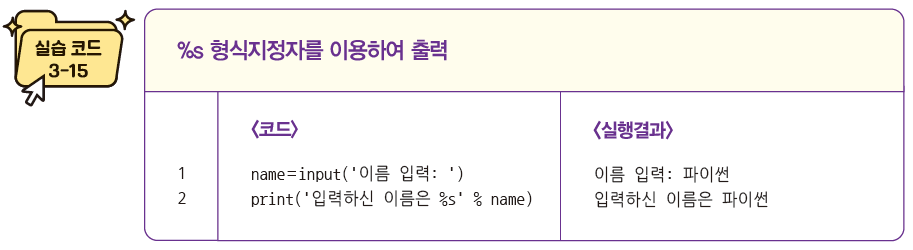 실습 코드
3-15
%s 형식지정자를 이용하여 출력
<코드>
<실행결과>
1 name=input('이름 입력: ') 이름 입력: 파이썬
2 print('입력하신 이름은 %s' % name) 입력하신 이름은 파이썬